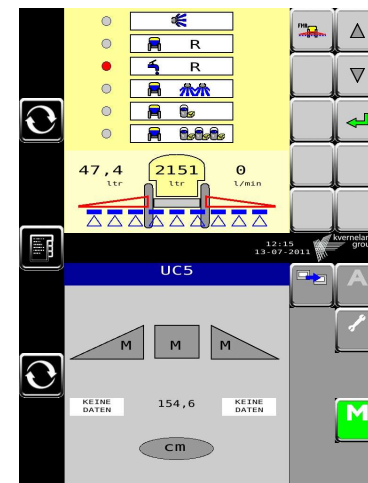 FHB
R
R
47,4
ltr
2151
ltr
0
l/min
12:15
13-07-2011
kverneland
group
UC5
A
M
M
M
KEINE
DATEN
154,6
KEINE
DATEN
M
cm